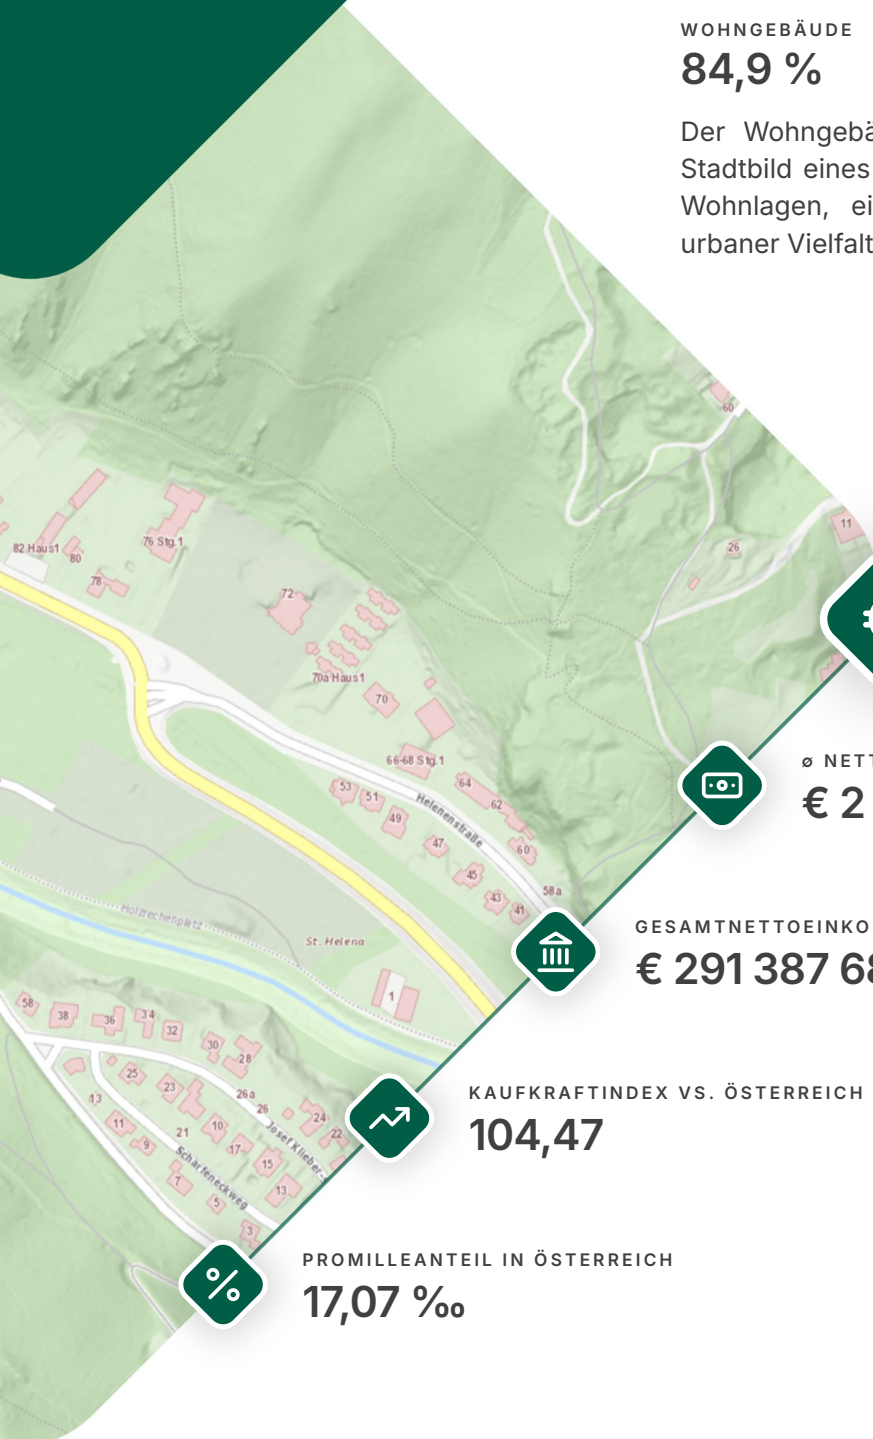 WOHNGEBÄUDE
84,9 %
Der Wohngebä
Stadtbild eines
Wohnlagen, ei
urbaner Vielfalt
60
11
26
82 Haus1
80
76 Stg.1
78
72
70a Haus1
70
66-68 Stg.1
64
62
60
53
51
49
47
45
43
41
58a
Helenenstraße
Holzrechenplatz
St. Helena
1
ø NETT
€ 2
GESAMTNETTOEINKO
€ 291 387 68
58
38
36
34
32
30
28
25
23
13
26a
26
24
22
11
9
21
10
17
15
13
7
5
3
Josef Klieber-
Scharfeneckweg
KAUFKRAFTINDEX VS. ÖSTERREICH
104,47
PROMILLEANTEIL IN ÖSTERREICH
17,07 ‰